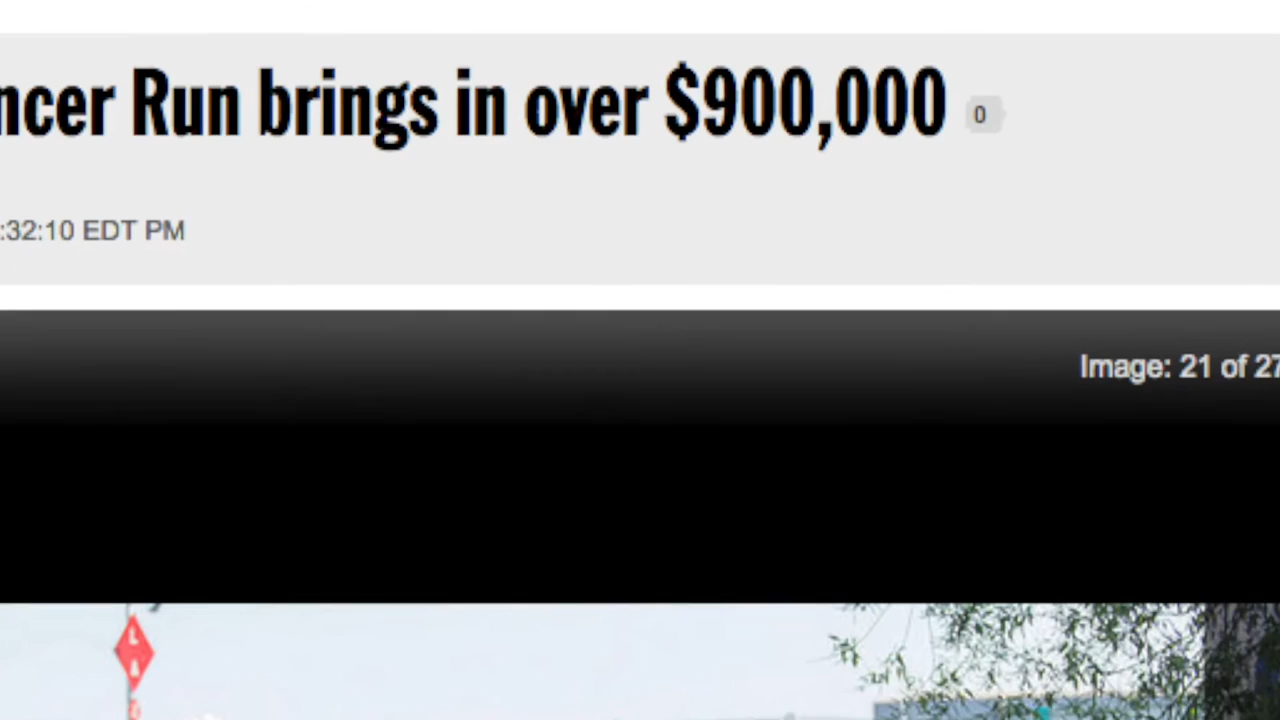 ncer Run brings in over $900,000 0
:32:10 EDT PM
Image: 21 of 27
L